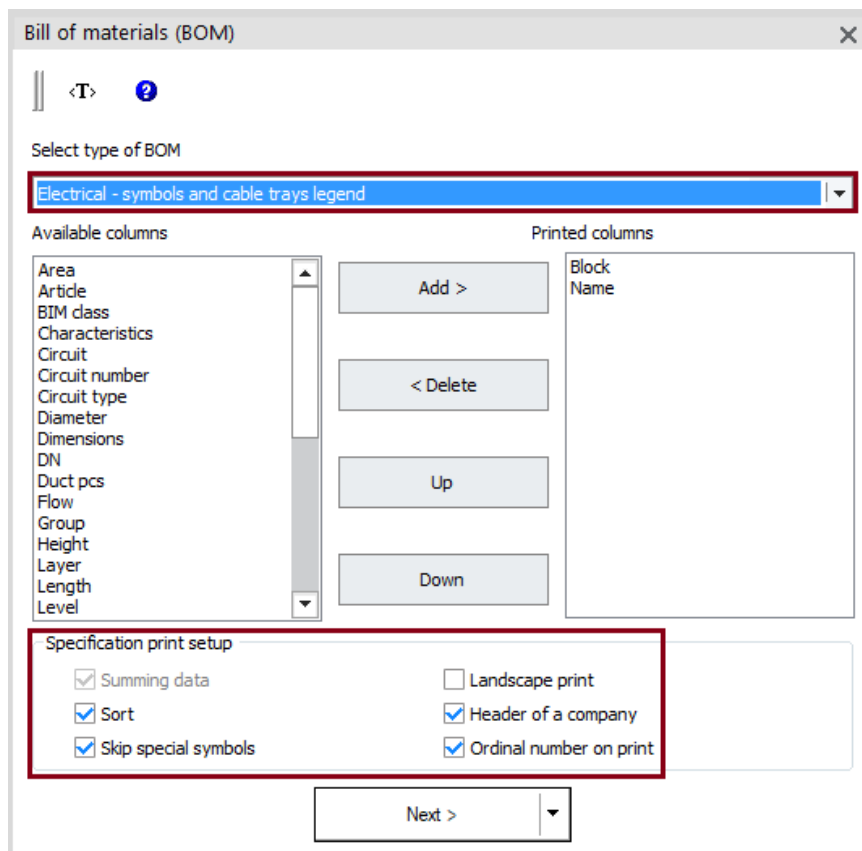 Bill of materials (BOM)
<T>
?
Select type of BOM
Electrical - symbols and cable trays legend
Available columns
Printed columns
Area
Article
BIM class
Characteristics
Circuit
Circuit number
Circuit type
Diameter
Dimensions
DN
Duct pcs
Flow
Group
Height
Layer
Length
Level
Add >
< Delete
Up
Down
Block
Name
Specification print setup
Summing data
Landscape print
Sort
Header of a company
Skip special symbols
Ordinal number on print
Next >